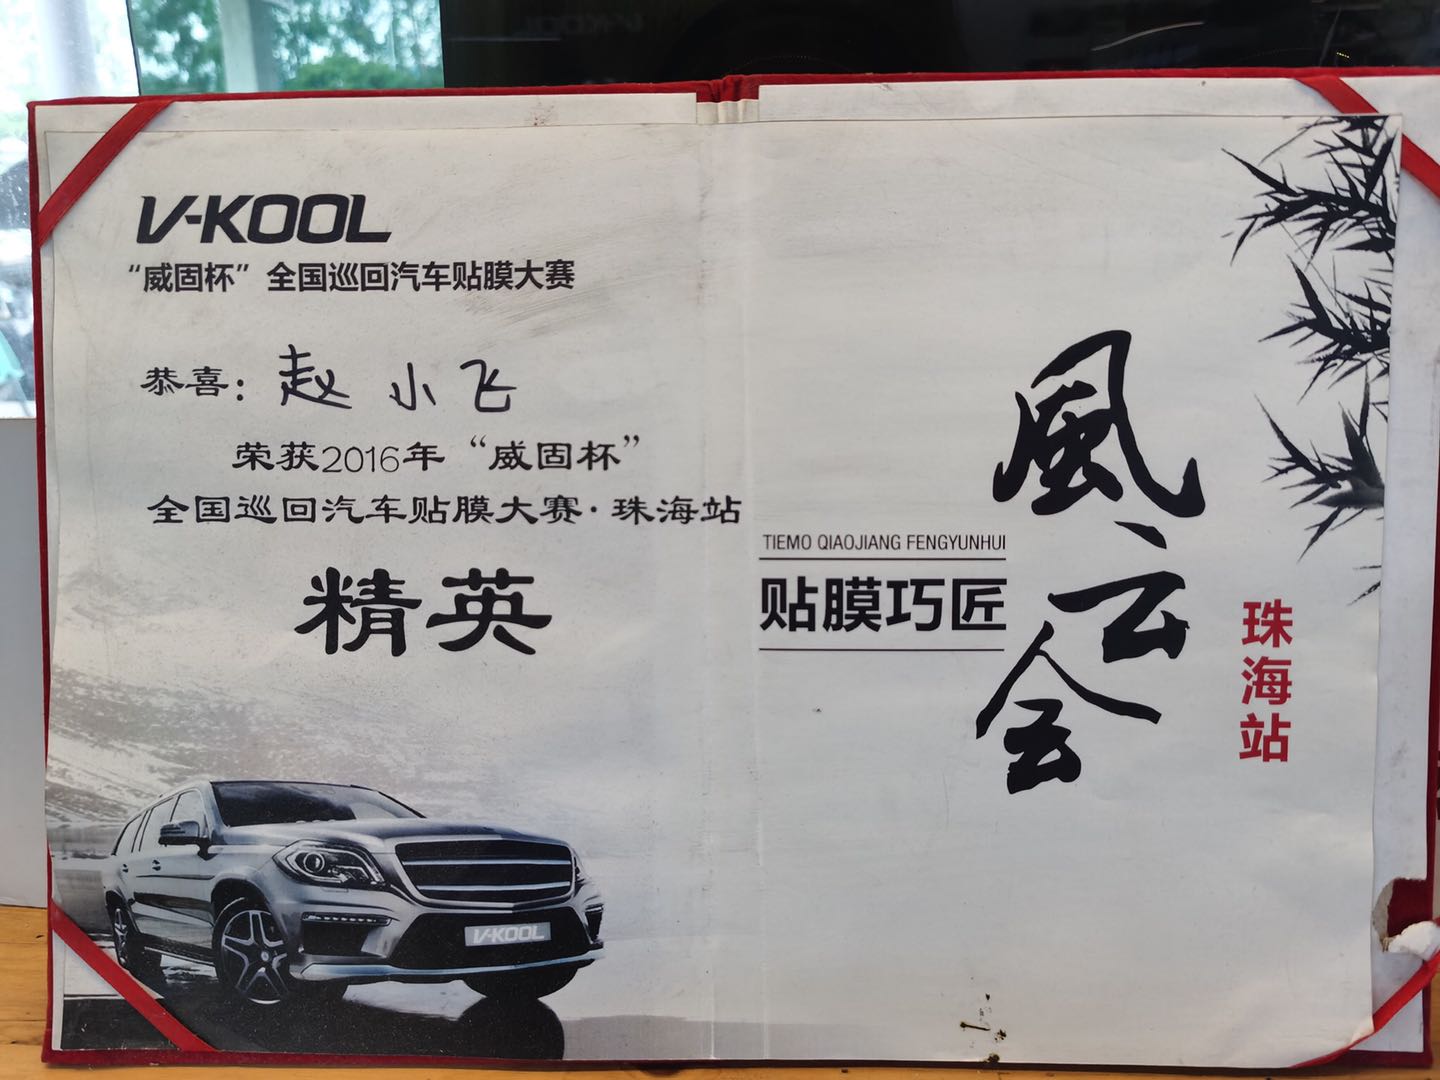 V-KOOL
“威固杯”全国巡回汽车贴膜大赛
恭喜：赵小飞
荣获2016年“威固杯”
全国巡回汽车贴膜大赛·珠海站
精英
V-KOOL
TIEMO QIAOJIANG FENGYUNHUI
贴膜巧匠
風云会
珠海站